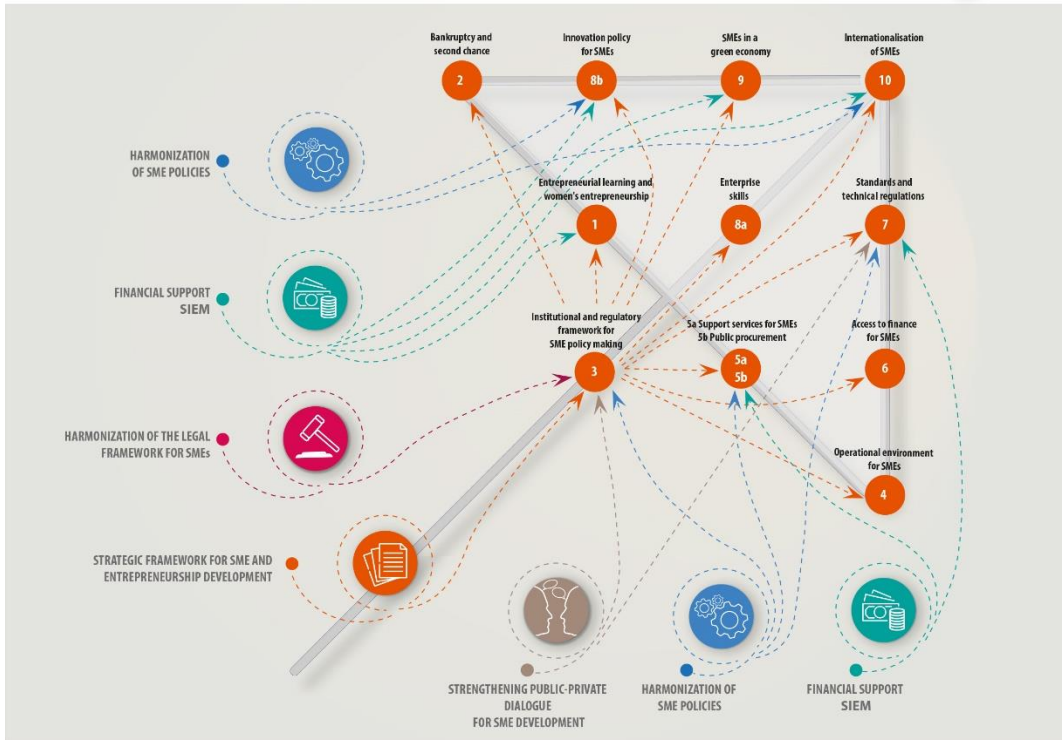 Bankruptcy and
second chance
2
Innovation policy
for SMEs
8b
SMEs in a
green economy
9
Internationalisation
of SMEs
10
HARMONIZATION
OF SME POLICIES
Entrepreneurial learning and
women's entrepreneurship
1
Enterprise
skills
8a
Standards and
technical regulations
7
FINANCIAL SUPPORT
SIEM
Institutional and regulatory
framework for
SME policy making
3
5a Support services for SMEs
5b Public procurement
5a
5b
Access to finance
for SMEs
6
HARMONIZATION OF THE LEGAL
FRAMEWORK FOR SMEs
Operational environment
for SMEs
4
STRATEGIC FRAMEWORK FOR SME AND
ENTREPRENEURSHIP DEVELOPMENT
STRENGTHENING PUBLIC-PRIVATE
DIALOGUE
FOR SME DEVELOPMENT
HARMONIZATION OF
SME POLICIES
FINANCIAL SUPPORT
SIEM